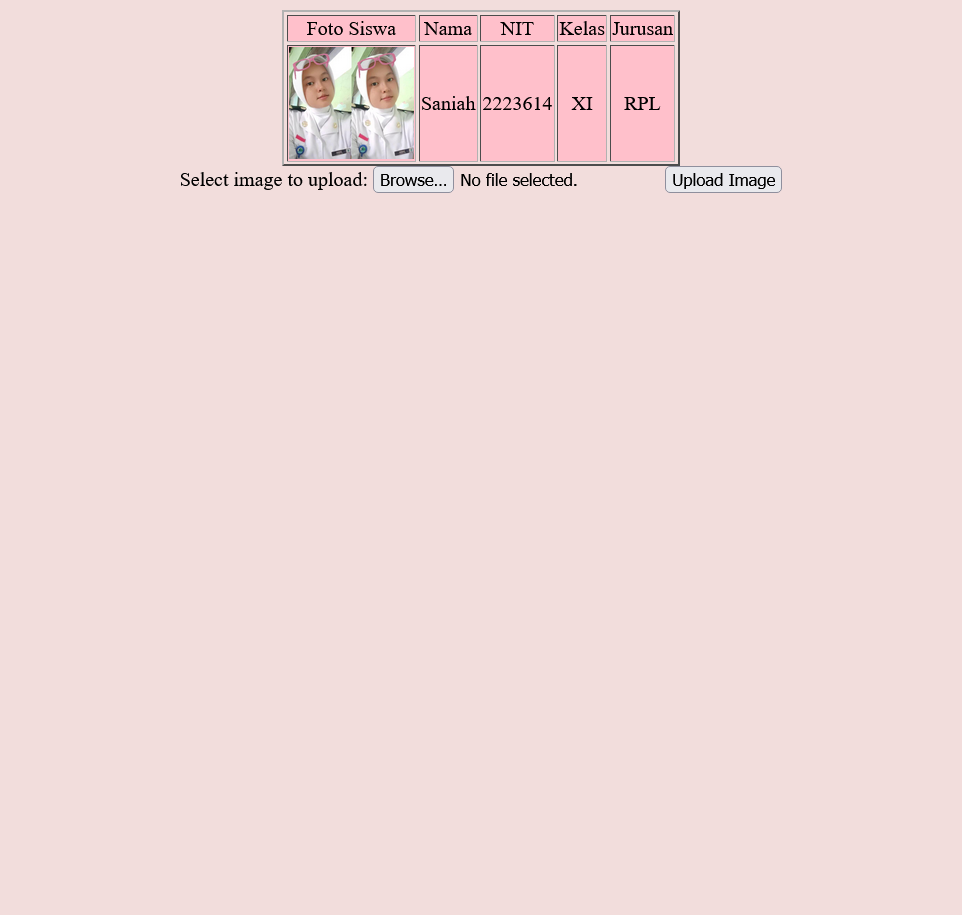 Foto Siswa Nama NIT Kelas Jurusan
Saniah 2223614 XI RPL
Select image to upload: Browse... No file selected. Upload Image